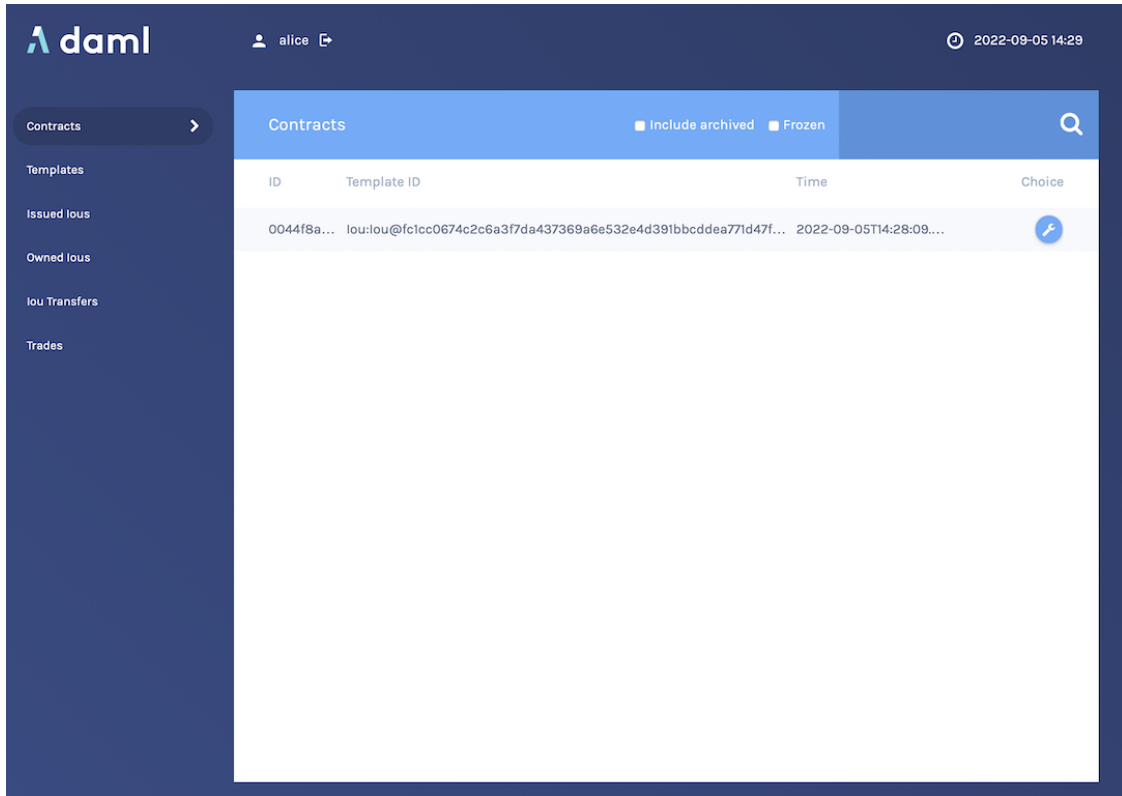 daml
alice
2022-09-05 14:29
Contracts
Templates
Issued Ious
Owned Ious
Iou Transfers
Trades
Contracts Include archived Frozen
ID Template ID Time Choice
0044f8a... Iou:Iou@fc1cc0674c2c6a3f7da437369a6e532e4d391bbcddea771d47f... 2022-09-05T14:28:09....